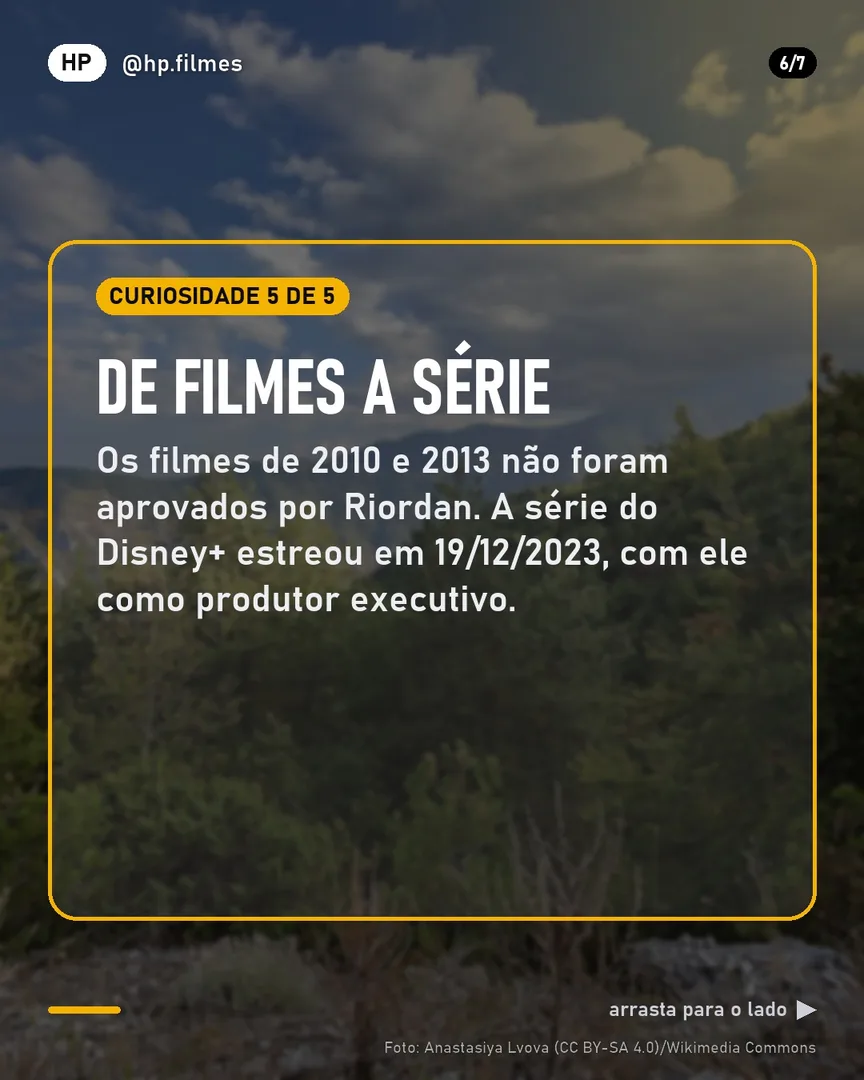 HP @hp.filmes 6/7
CURIOSIDADE 5 DE 5
DE FILMES A SÉRIE
Os filmes de 2010 e 2013 não foram
aprovados por Riordan. A série do
Disney+ estreou em 19/12/2023, com ele
como produtor executivo.
arrasta para o lado ▶
Foto: Anastasiya Lvova (CC BY-SA 4.0)/Wikimedia Commons